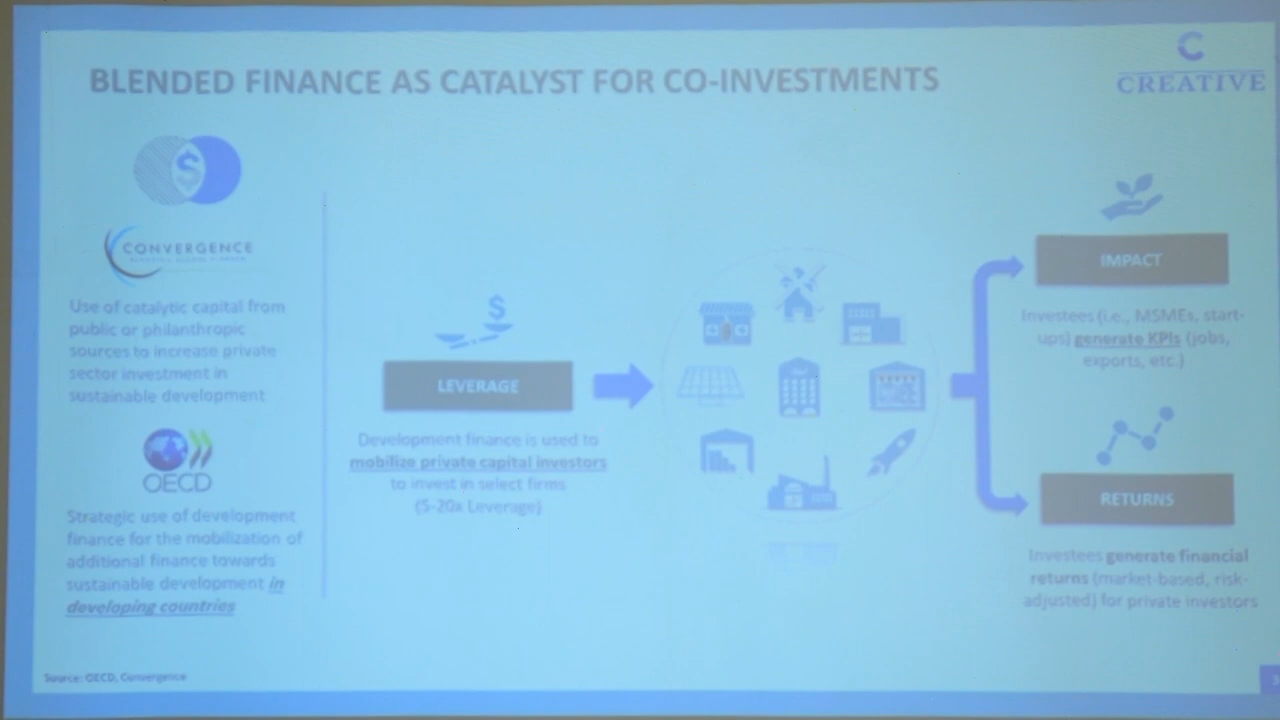 BLENDED FINANCE AS CATALYST FOR CO-INVESTMENTS
C
CREATIVE
$
CONVERGENCE
Use of catalytic capital from
public or philanthropic
sources to increase private
sector investment in
sustainable development
OECD
Strategic use of development
finance for the mobilization of
additional finance towards
sustainable development in
developing countries
$
LEVERAGE
Development finance is used to
mobilize private capital investors
to invest in select firms
(5-20x Leverage)
IMPACT
Investees (i.e., MSMEs, start-
ups) generate KPIs (jobs,
exports, etc.)
RETURNS
Investees generate financial
returns (market-based, risk-
adjusted) for private investors
Source: OECD, Convergence